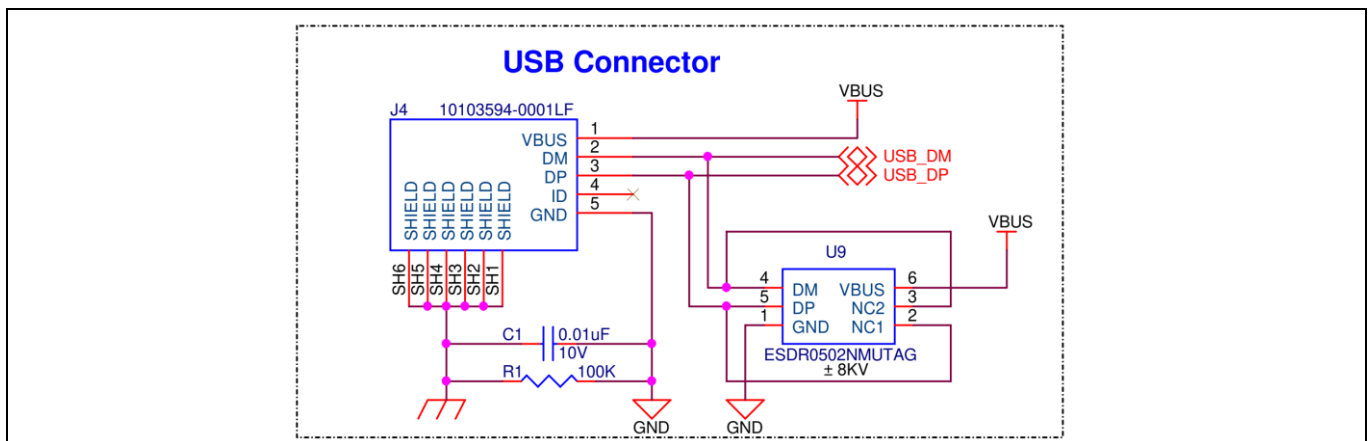 USB Connector
J4 10103594-0001LF
VBUS 1
DM 2
DP 3
ID 4
GND 5
SHIELD SHIELD SHIELD SHIELD SHIELD SHIELD
SH6 SH5 SH4 SH3 SH2 SH1
VBUS
USB_DM
USB_DP
VBUS
U9
4 DM VBUS 6
5 DP NC2 3
1 GND NC1 2
ESDR0502NMUTAG
± 8KV
C1 0.01uF
10V
R1 100K
GND
GND